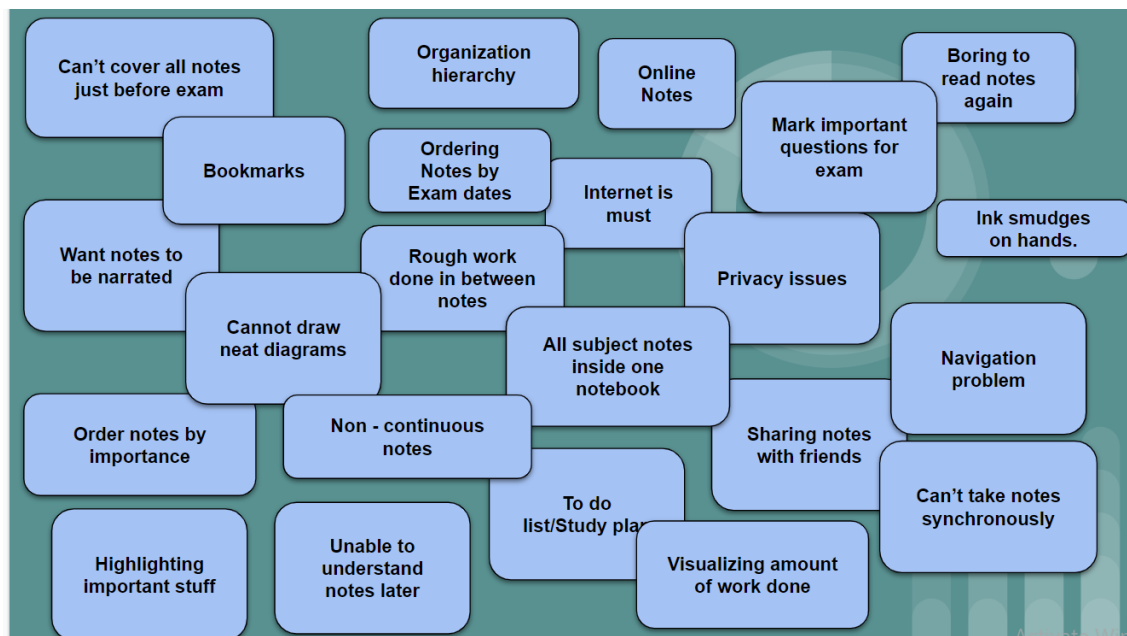 Can't cover all notes
just before exam
Organization
hierarchy
Online
Notes
Boring to
read notes
again
Mark important
questions for
exam
Bookmarks
Ordering
Notes by
Exam dates
Internet is
must
Ink smudges
on hands.
Want notes to
be narrated
Rough work
done in between
notes
Privacy issues
Cannot draw
neat diagrams
All subject notes
inside one
notebook
Navigation
problem
Order notes by
importance
Non - continuous
notes
Sharing notes
with friends
Can't take notes
synchronously
To do
list/Study plan
Highlighting
important stuff
Unable to
understand
notes later
Visualizing amount
of work done